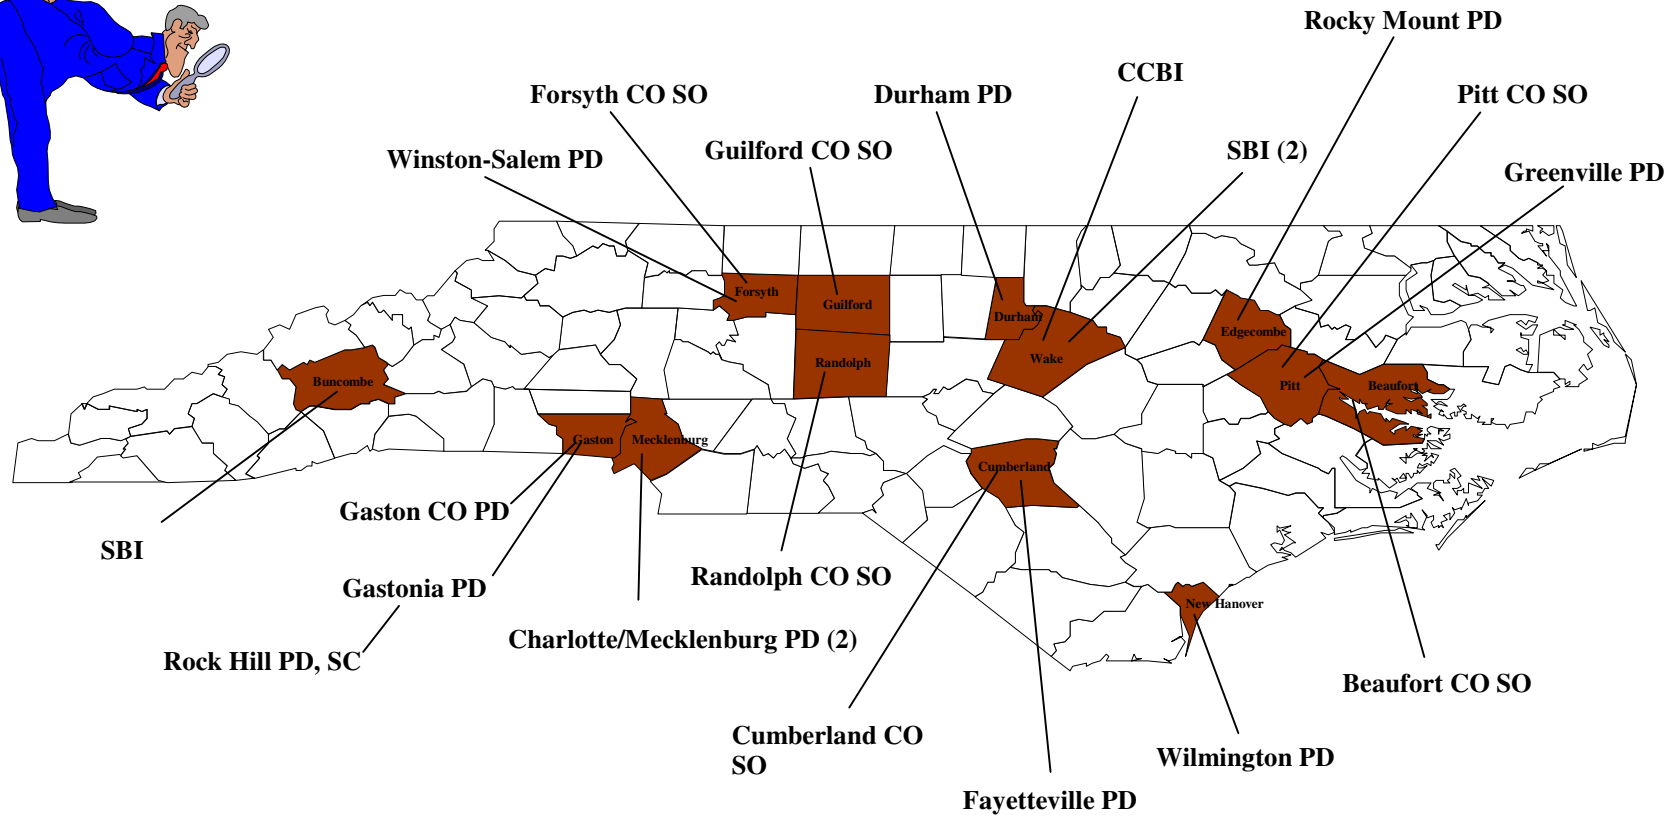 Rocky Mount PD
CCBI
Forsyth CO SO
Durham PD
Pitt CO SO
Winston-Salem PD
Guilford CO SO
SBI (2)
Greenville PD
Forsyth
Guilford
Durham
Edgecombe
Wake
Randolph
Buncombe
Pitt
Beaufort
Gaston
Mecklenburg
Cumberland
Gaston CO PD
SBI
Randolph CO SO
Gastonia PD
New Hanover
Charlotte/Mecklenburg PD (2)
Rock Hill PD, SC
Beaufort CO SO
Cumberland CO
SO
Wilmington PD
Fayetteville PD